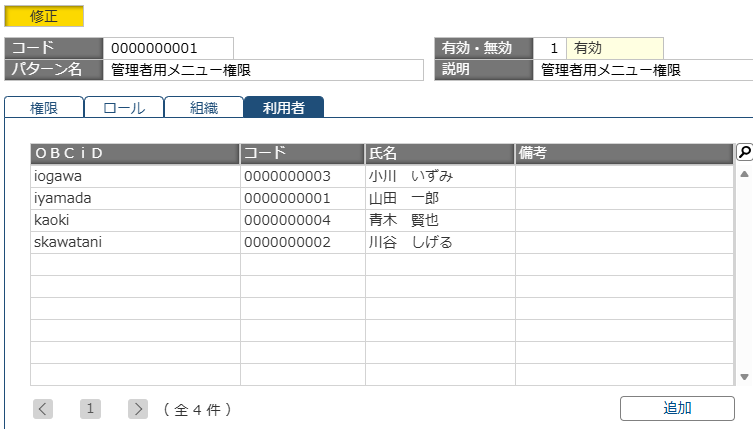 修正
コード 0000000001 有効・無効 1 有効
パターン名 管理者用メニュー権限 説明 管理者用メニュー権限
権限 ロール 組織 利用者
ＯＢＣｉＤ コード 氏名 備考
iogawa 0000000003 小川　いずみ
iyamada 0000000001 山田　一郎
kaoki 0000000004 青木　賢也
skawatani 0000000002 川谷　しげる
1 （ 全 4 件 ） 追加